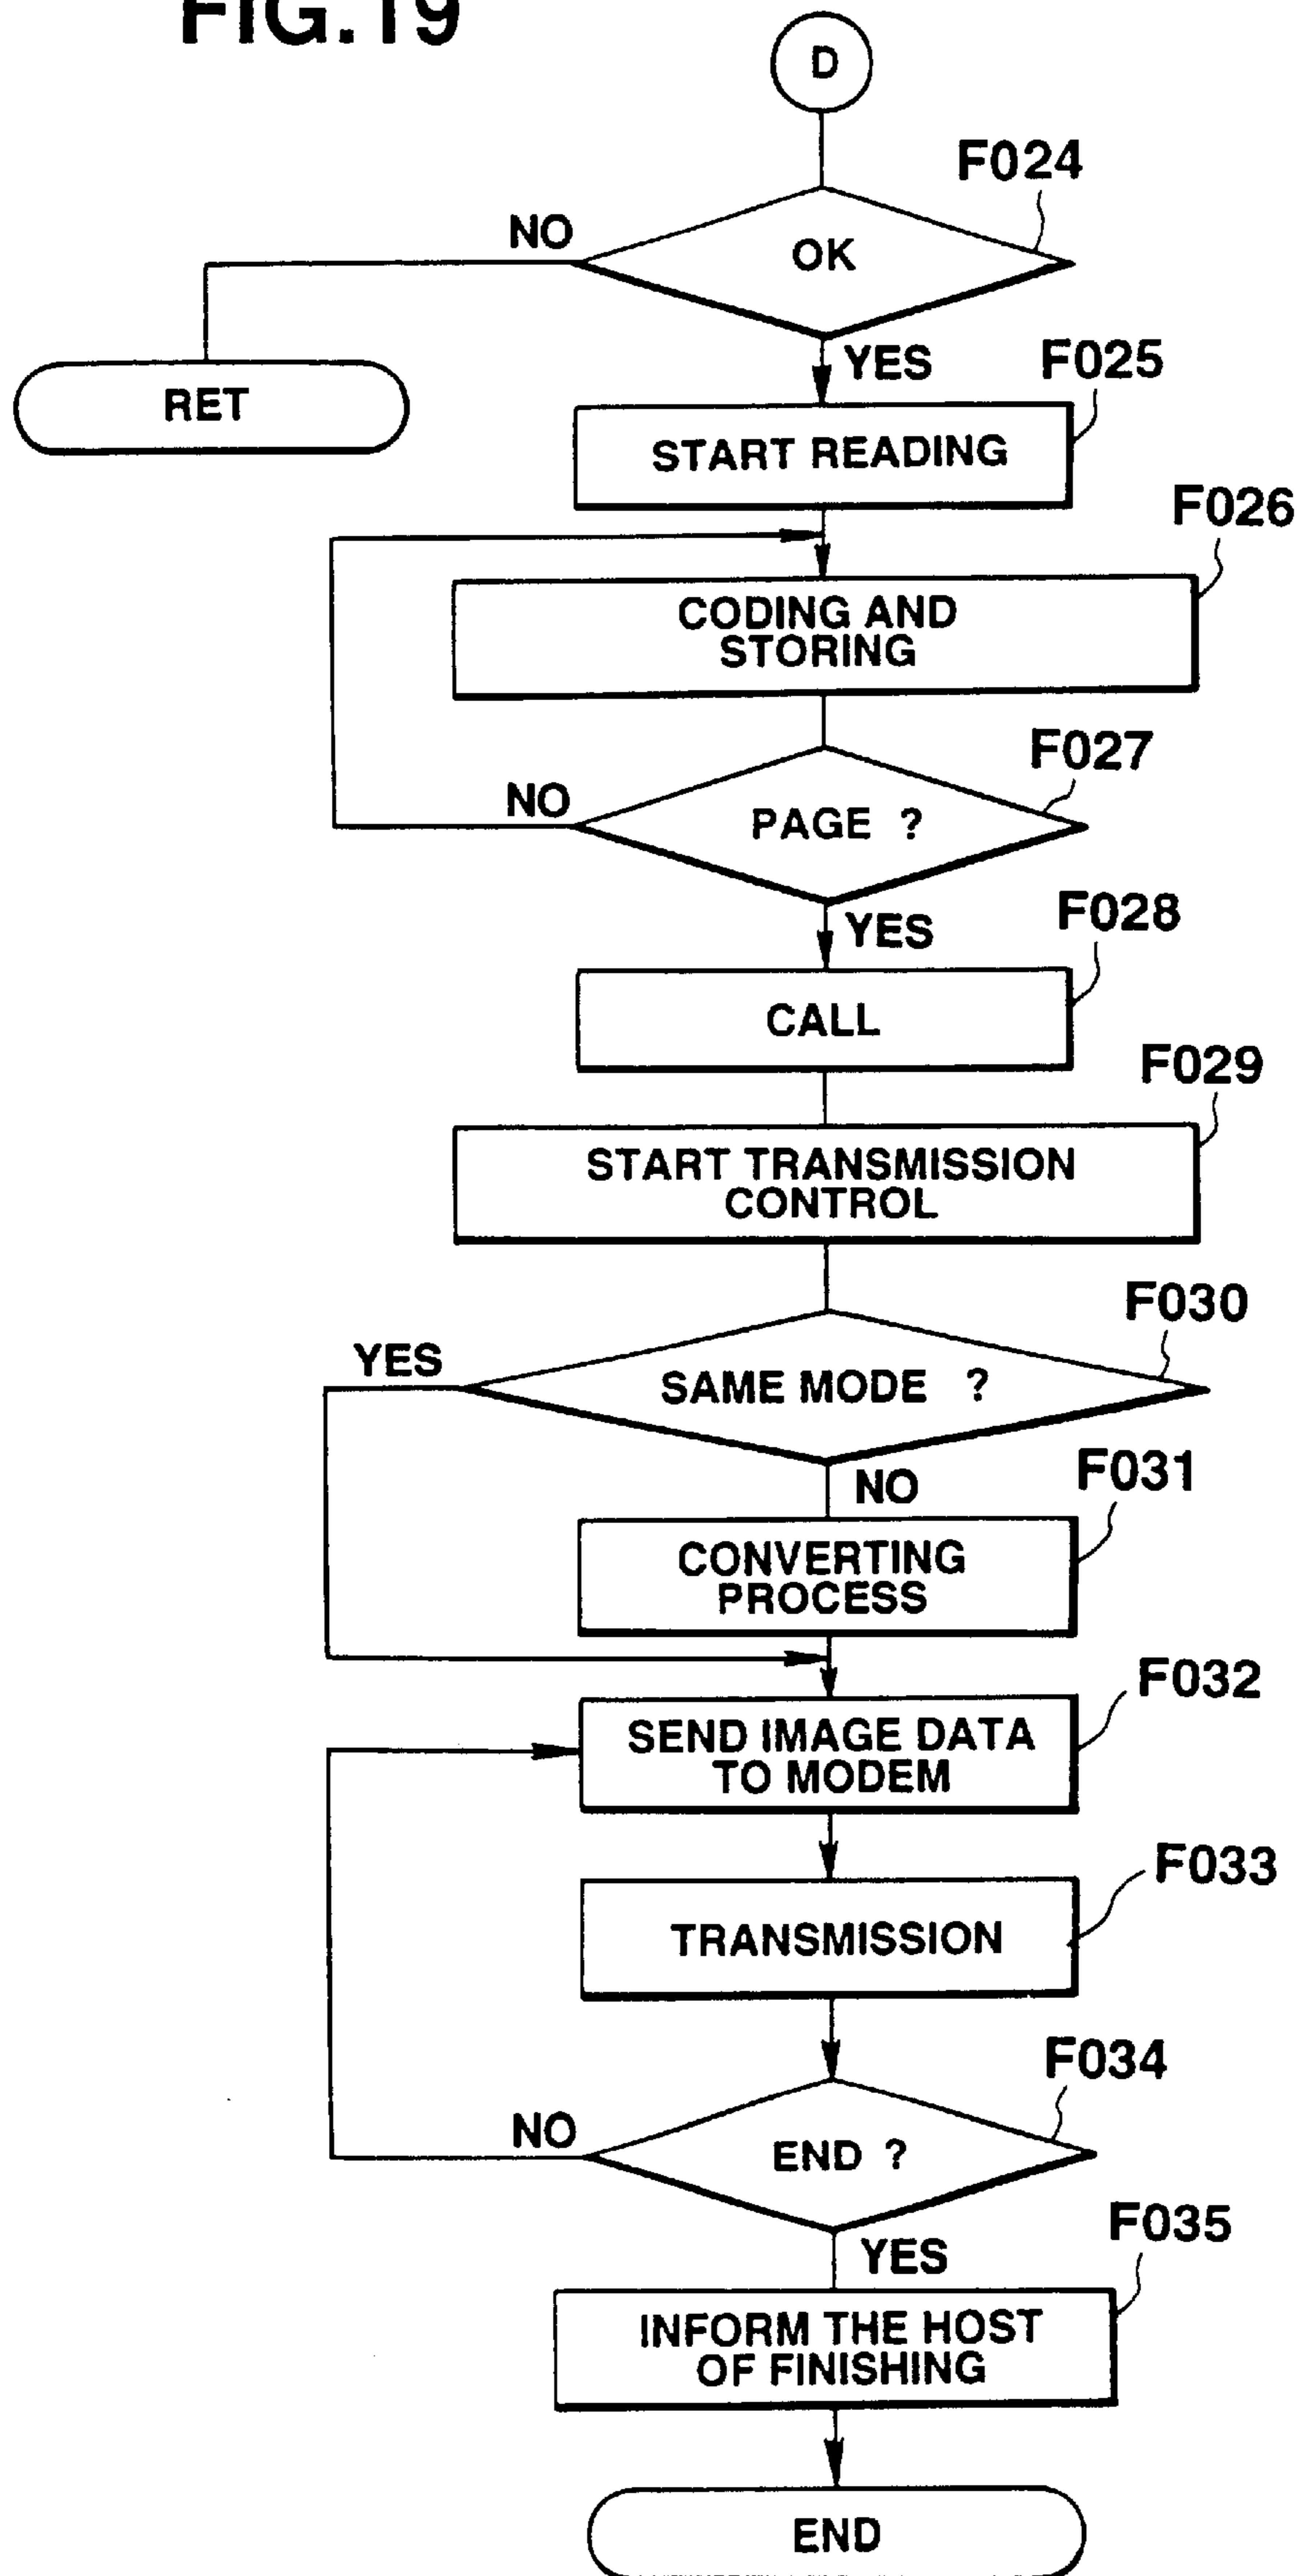 FIG.19
D
F024
NO
OK
YES
F025
RET
START READING
F026
CODING AND
STORING
F027
NO
PAGE ?
YES
F028
CALL
F029
START TRANSMISSION
CONTROL
F030
YES
SAME MODE ?
NO
F031
CONVERTING
PROCESS
F032
SEND IMAGE DATA
TO MODEM
F033
TRANSMISSION
F034
NO
END ?
YES
F035
INFORM THE HOST
OF FINISHING
END